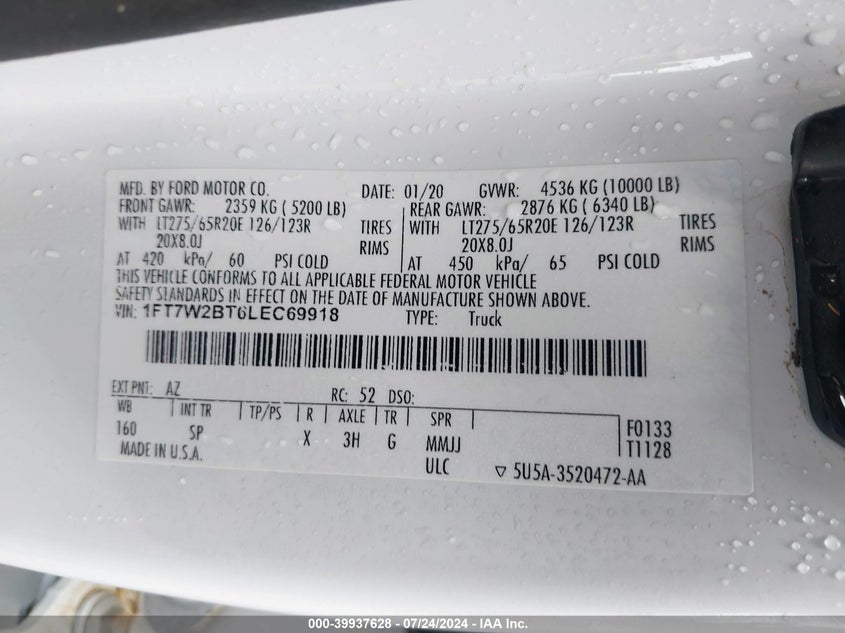 MFD. BY FORD MOTOR CO. DATE: 01/20 GVWR: 4536 KG (10000 LB)
FRONT GAWR: 2359 KG ( 5200 LB) REAR GAWR: 2876 KG ( 6340 LB)
WITH LT275/65R20E 126/123R TIRES WITH LT275/65R20E 126/123R TIRES
20X8.0J RIMS 20X8.0J RIMS
AT 420 kPa/ 60 PSI COLD AT 450 kPa/ 65 PSI COLD
THIS VEHICLE CONFORMS TO ALL APPLICABLE FEDERAL MOTOR VEHICLE
SAFETY STANDARDS IN EFFECT ON THE DATE OF MANUFACTURE SHOWN ABOVE.
VIN: 1FT7W2BT6LEC69918 TYPE: Truck
EXT PNT: AZ RC: 52 DSO:
WB INT TR TP/PS R AXLE TR SPR
160 SP X 3H G MMJJ F0133
MADE IN U.S.A. ULC T1128
▽ 5U5A-3520472-AA
000-39937628 - 07/24/2024 - IAA Inc.